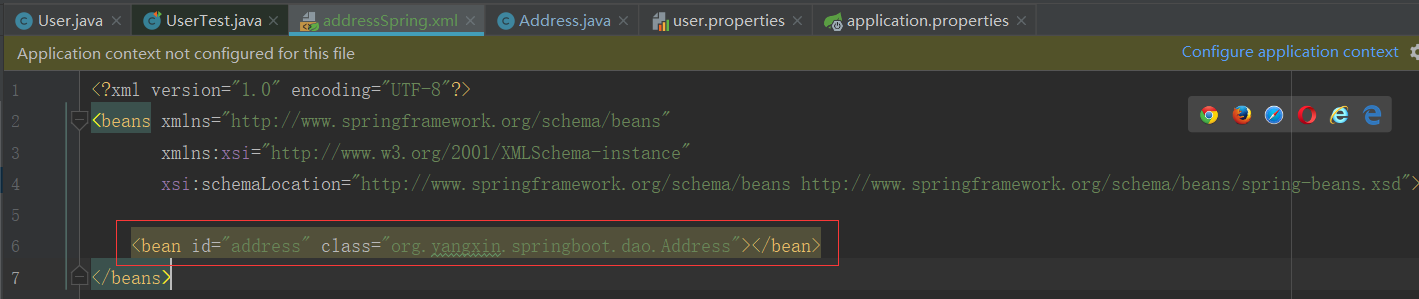 User.java UserTest.java addressSpring.xml Address.java user.properties application.properties
Application context not configured for this file Configure application context
1 <?xml version="1.0" encoding="UTF-8"?>
2 <beans xmlns="http://www.springframework.org/schema/beans"
3 xmlns:xsi="http://www.w3.org/2001/XMLSchema-instance"
4 xsi:schemaLocation="http://www.springframework.org/schema/beans http://www.springframework.org/schema/beans/spring-beans.xsd">
5
6 <bean id="address" class="org.yangxin.springboot.dao.Address"></bean>
7 </beans>